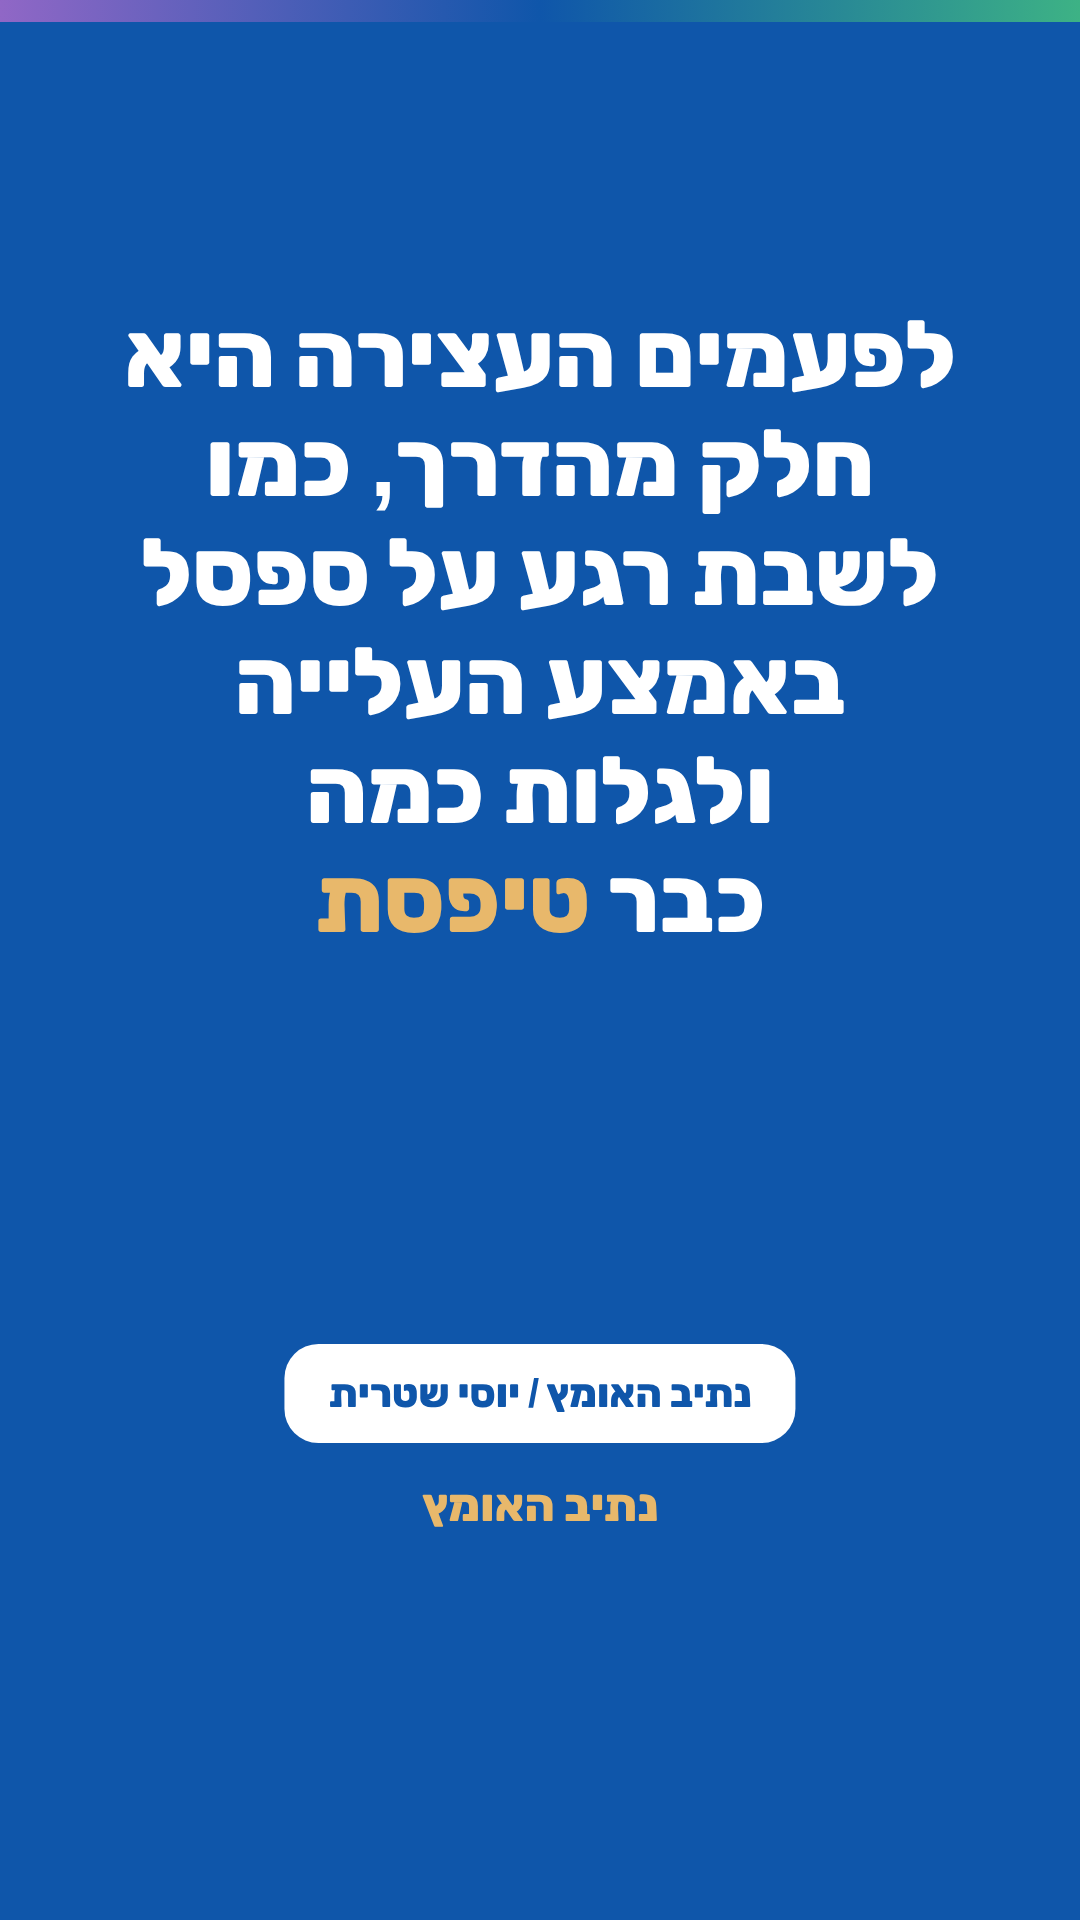 לפעמים העצירה היא
חלק מהדרך, כמו
לשבת רגע על ספסל
באמצע העלייה
ולגלות כמה
כבר טיפסת
נתיב האומץ / יוסי שטרית
נתיב האומץ